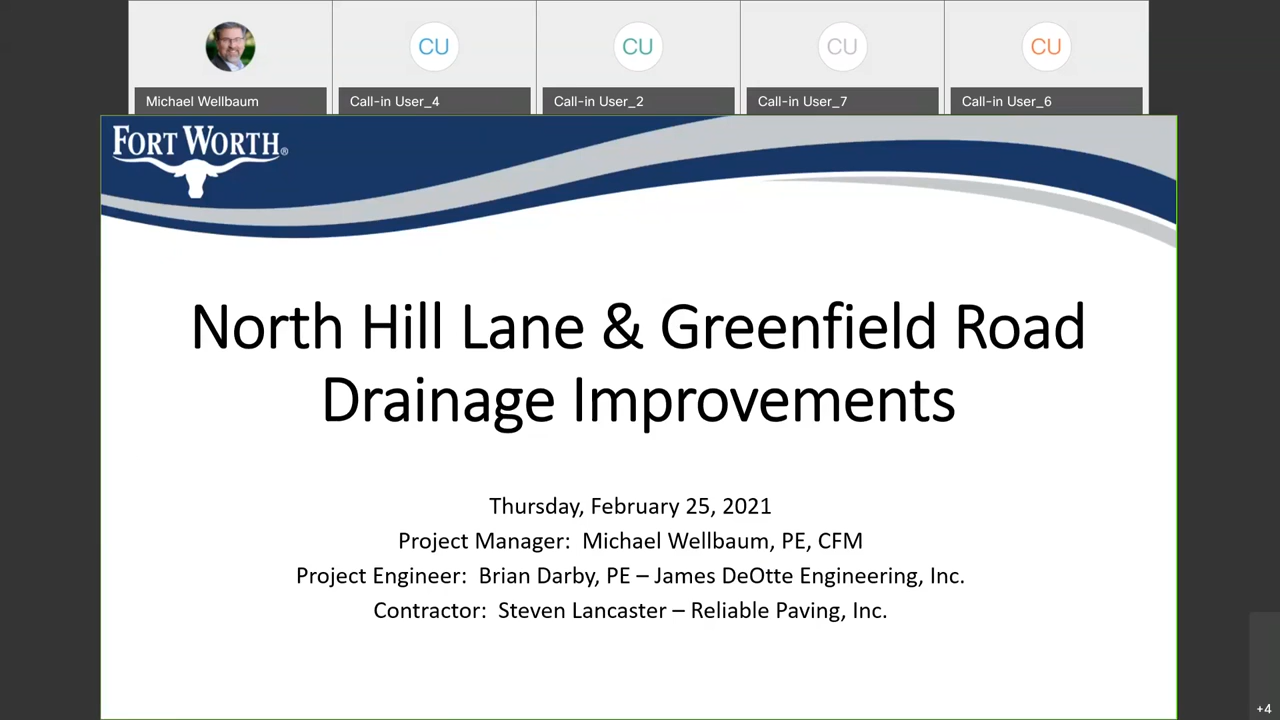 CU
CU
CU
CU
Michael Wellbaum
Call-in User_4
Call-in User_2
Call-in User_7
Call-in User_6
FORT WORTH®
North Hill Lane & Greenfield Road
Drainage Improvements
Thursday, February 25, 2021
Project Manager:  Michael Wellbaum, PE, CFM
Project Engineer:  Brian Darby, PE – James DeOtte Engineering, Inc.
Contractor:  Steven Lancaster – Reliable Paving, Inc.
+4